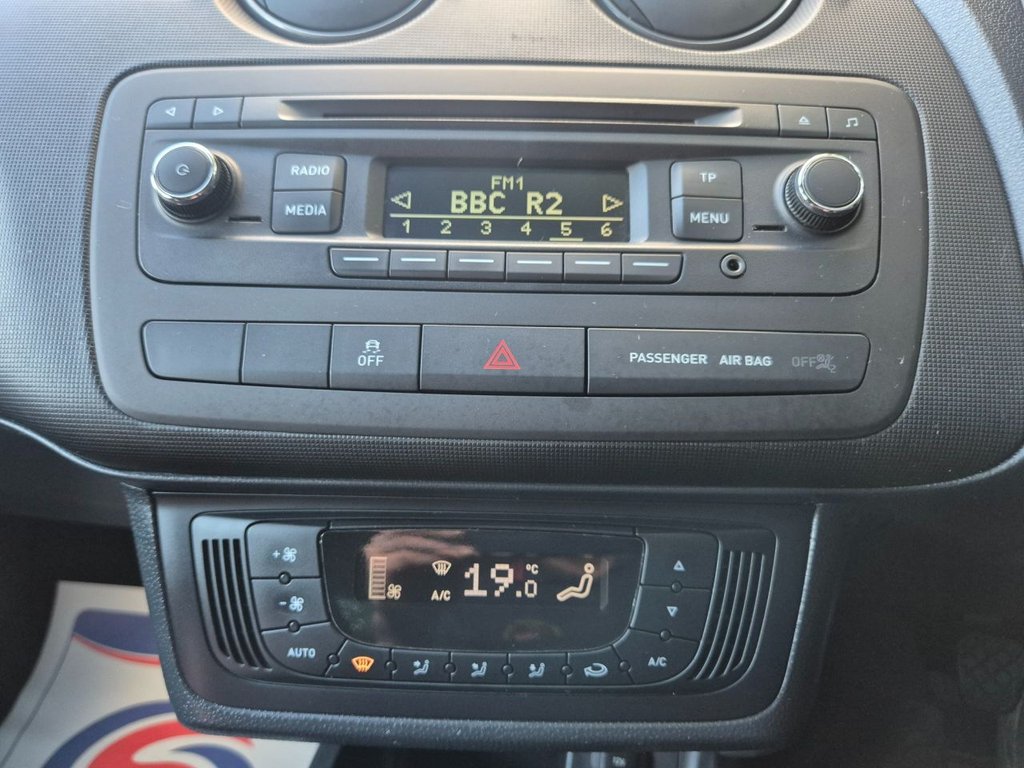 RADIO
MEDIA
FM1
BBC R2
1 2 3 4 5 6
TP
MENU
OFF
PASSENGER AIR BAG OFF
A/C
19.0 °C
AUTO
A/C